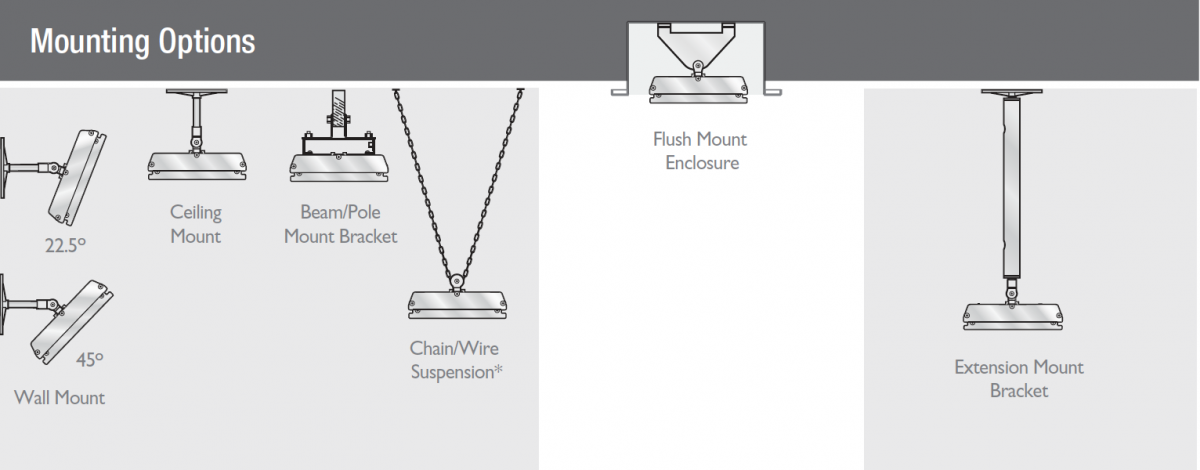 Mounting Options
22.5º
45º
Wall Mount
Ceiling
Mount
Beam/Pole
Mount Bracket
Chain/Wire
Suspension*
Flush Mount
Enclosure
Extension Mount
Bracket